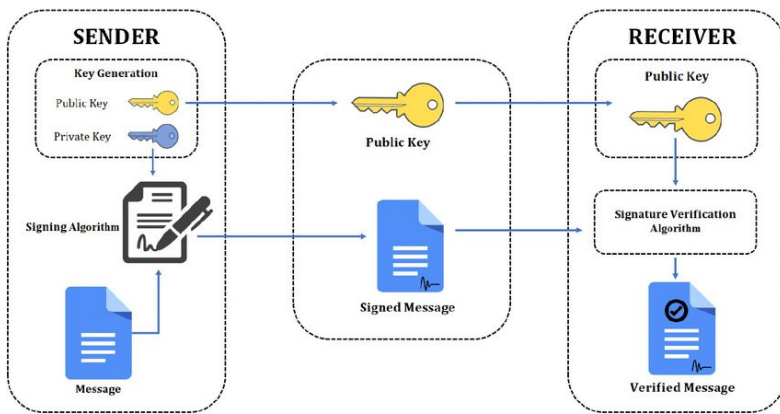 SENDER
Key Generation
Public Key
Private Key
Signing Algorithm
Message
Public Key
Signed Message
RECEIVER
Public Key
Signature Verification
Algorithm
Verified Message